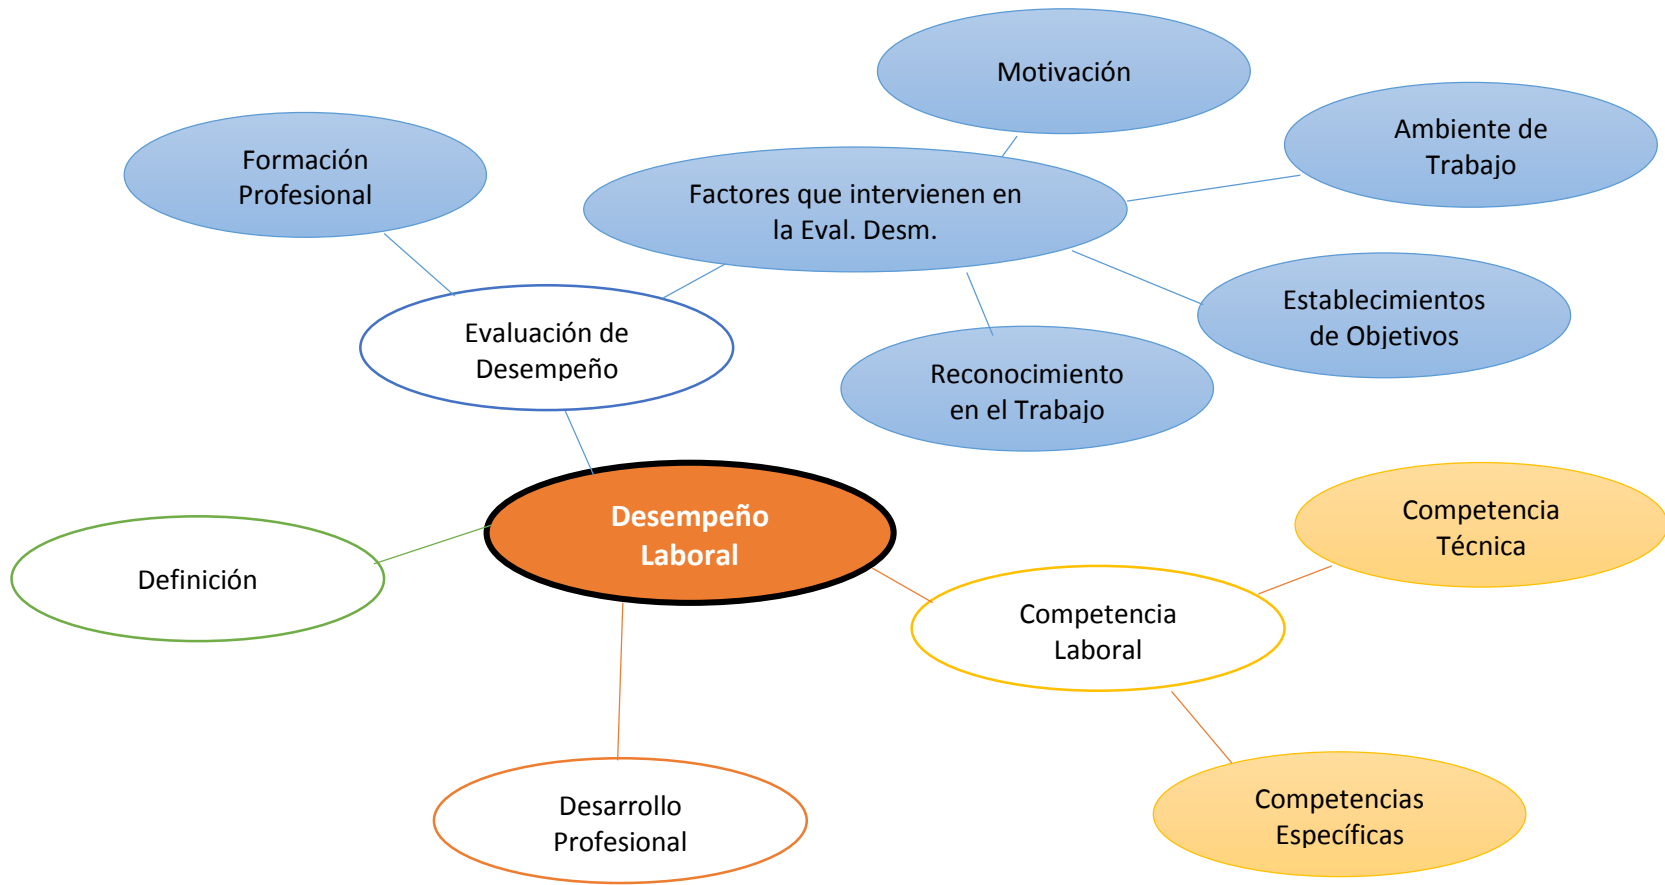 Motivación
Ambiente de
Trabajo
Formación
Profesional
Factores que intervienen en
la Eval. Desm.
Establecimientos
de Objetivos
Evaluación de
Desempeño
Reconocimiento
en el Trabajo
Desempeño
Laboral
Competencia
Técnica
Definición
Competencia
Laboral
Desarrollo
Profesional
Competencias
Específicas